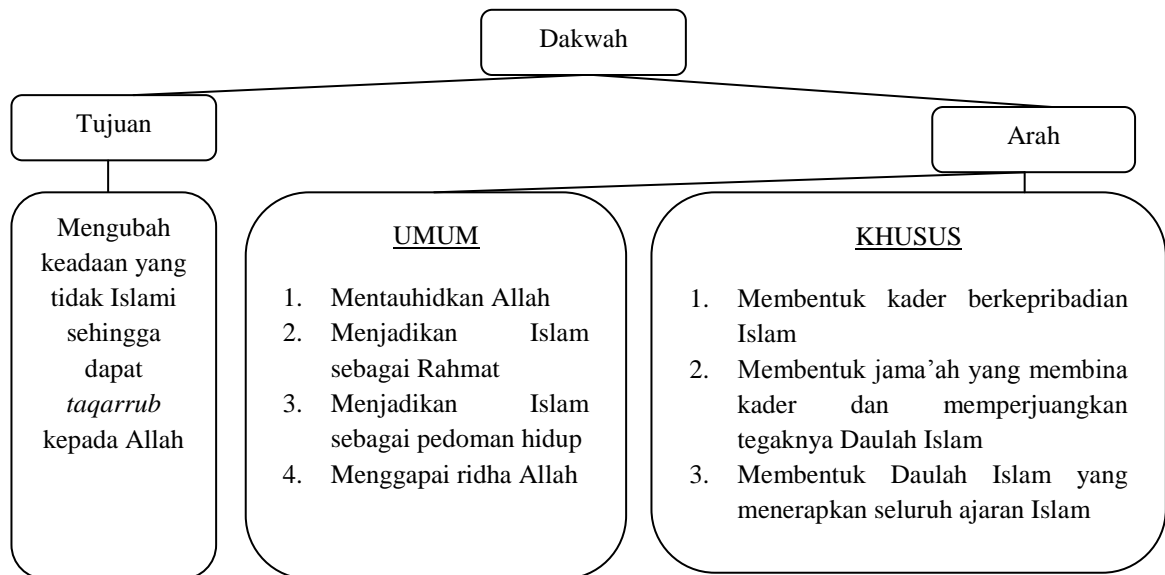 Dakwah
Tujuan
Arah
Mengubah
keadaan yang
tidak Islami
sehingga
dapat
taqarrub
kepada Allah
UMUM
1. Mentauhidkan Allah
2. Menjadikan Islam
sebagai Rahmat
3. Menjadikan Islam
sebagai pedoman hidup
4. Menggapai ridha Allah
KHUSUS
1. Membentuk kader berkepribadian
Islam
2. Membentuk jama’ah yang membina
kader dan memperjuangkan
tegaknya Daulah Islam
3. Membentuk Daulah Islam yang
menerapkan seluruh ajaran Islam